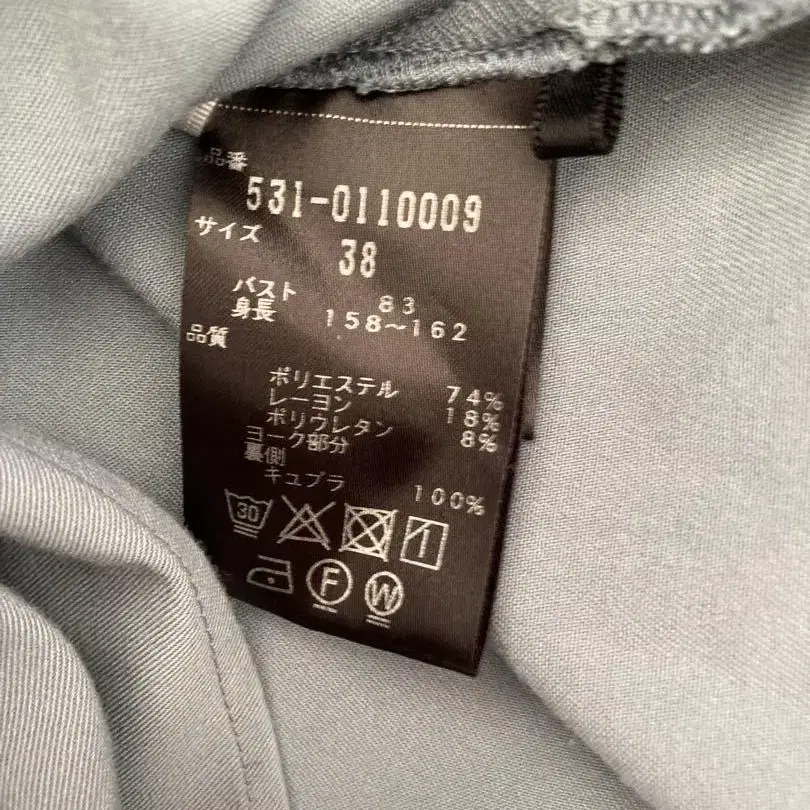 品番
531-0110009
サイズ
38
バスト 83
身長 158〜162
品質
ポリエステル 74%
レーヨン 18%
ポリウレタン 8%
ヨーク部分
裏側
キュプラ 100%
30
F W